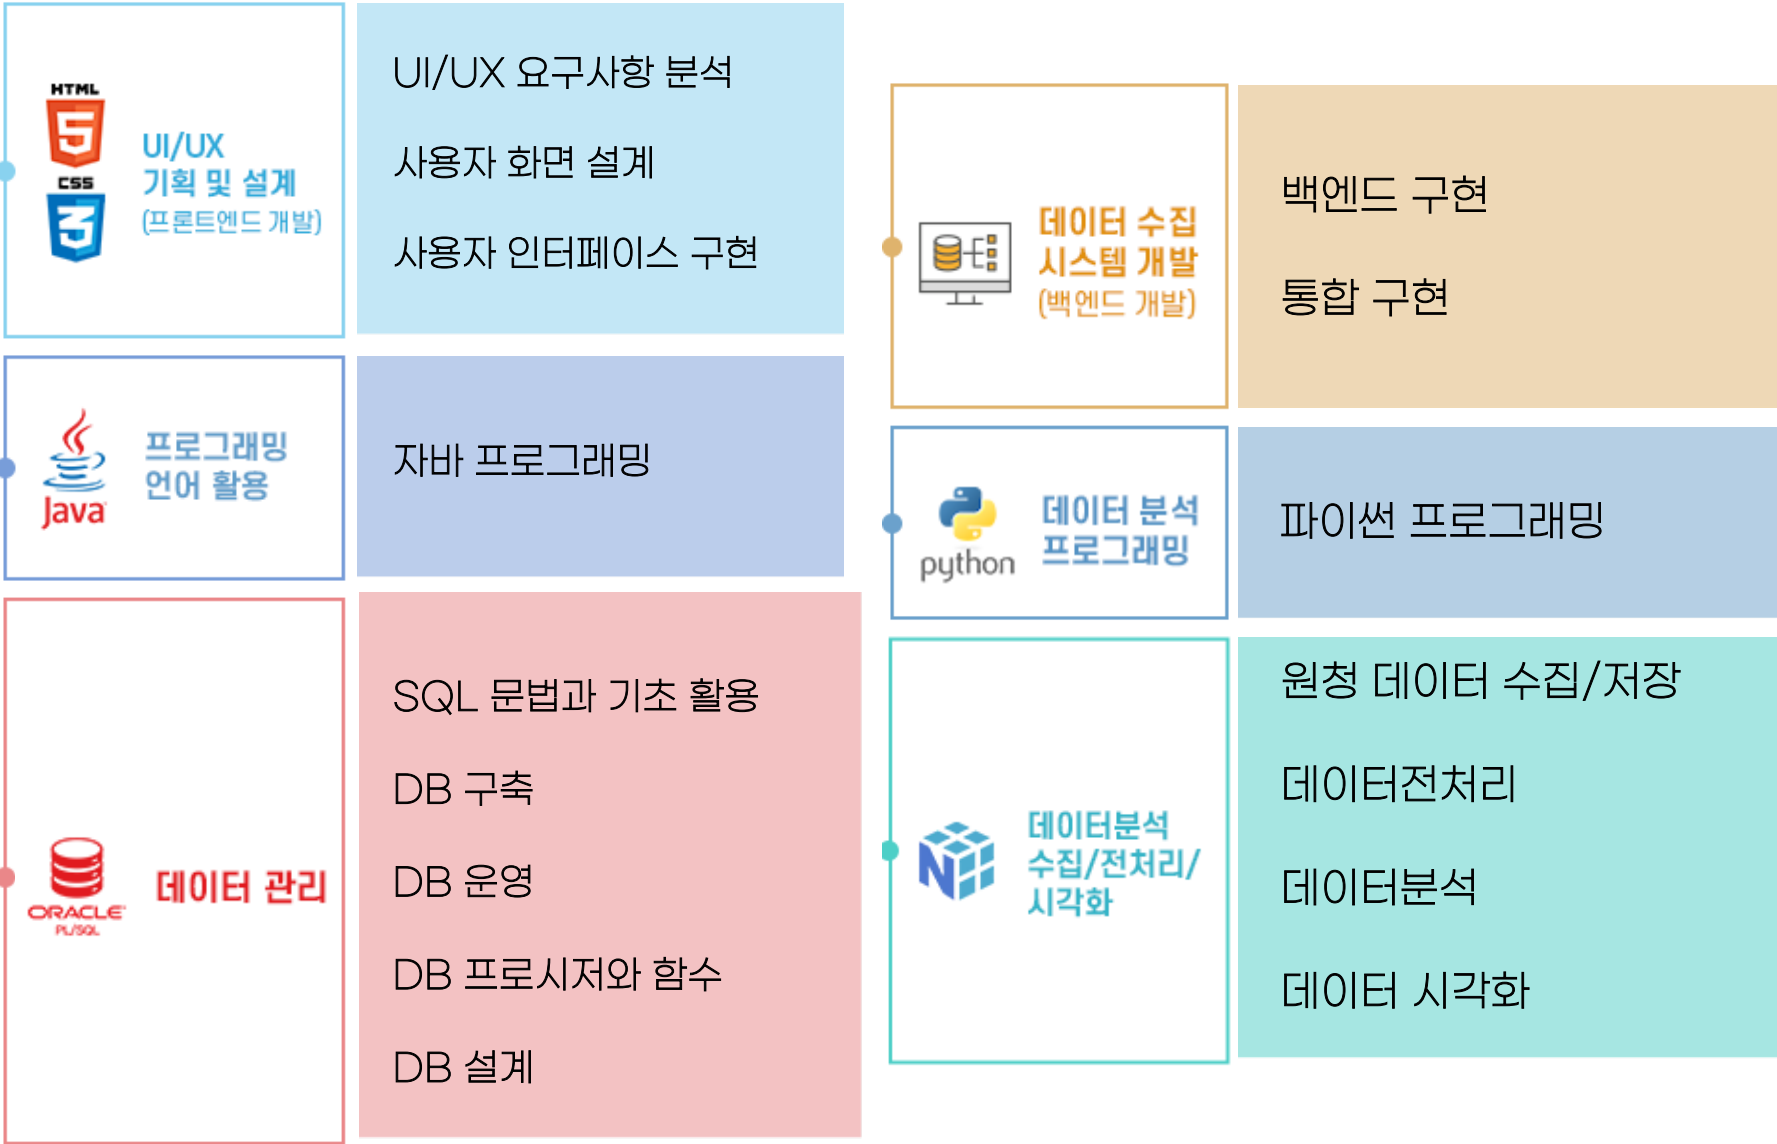 HTML
5
CSS
3
UI/UX
기획 및 설계
(프론트엔드 개발)
UI/UX 요구사항 분석
사용자 화면 설계
사용자 인터페이스 구현
Java
프로그래밍
언어 활용
자바 프로그래밍
ORACLE
PL/SQL
데이터 관리
SQL 문법과 기초 활용
DB 구축
DB 운영
DB 프로시저와 함수
DB 설계
데이터 수집
시스템 개발
(백엔드 개발)
백엔드 구현
통합 구현
python
데이터 분석
프로그래밍
파이썬 프로그래밍
N
데이터분석
수집/전처리/
시각화
원청 데이터 수집/저장
데이터전처리
데이터분석
데이터 시각화